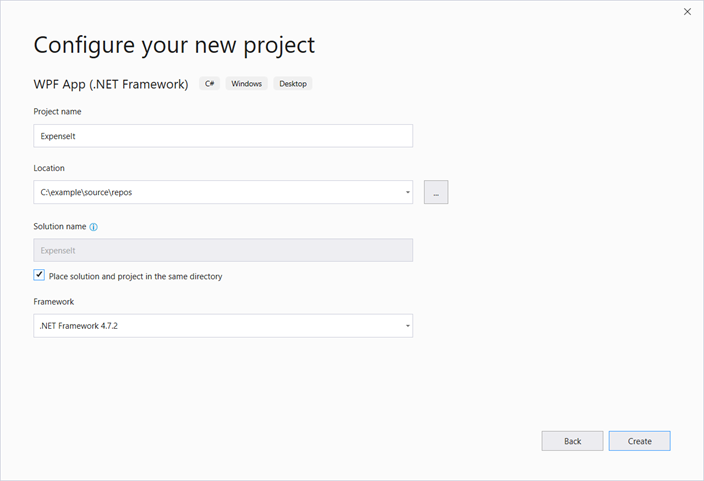 Configure your new project
WPF App (.NET Framework) C# Windows Desktop
Project name
ExpenseIt
Location
C:\example\source\repos
...
Solution name
ExpenseIt
Place solution and project in the same directory
Framework
.NET Framework 4.7.2
Back Create